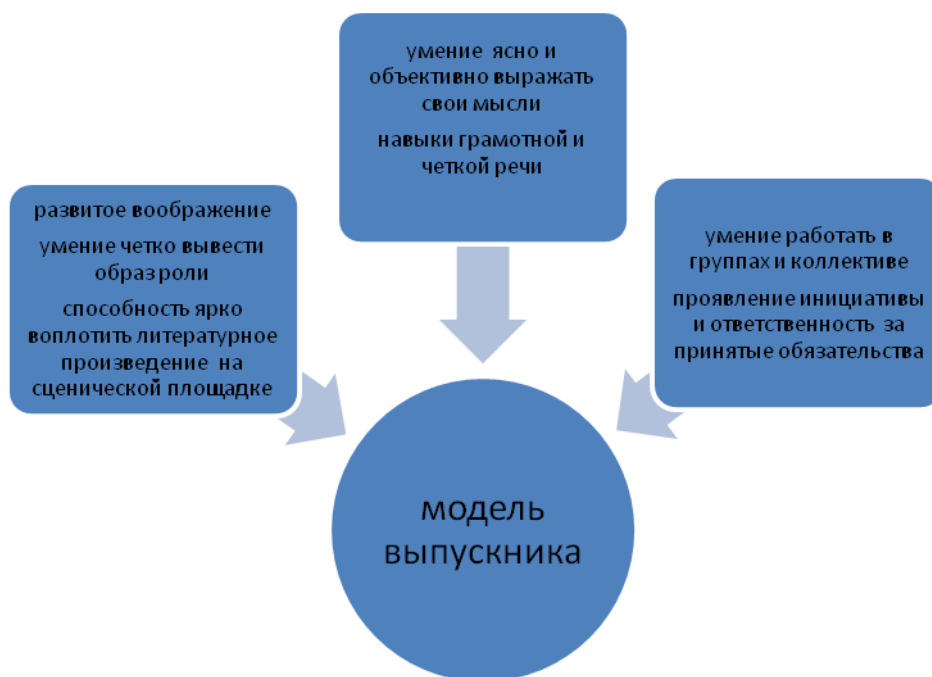 умение ясно и
объективно выражать
свои мысли
навыки грамотной и
четкой речи
развитое воображение
умение четко вывести
образ роли
способность ярко
воплотить литературное
произведение на
сценической площадке
умение работать в
группах и коллективе
проявление инициативы
и ответственность за
принятые обязательства
модель
выпускника